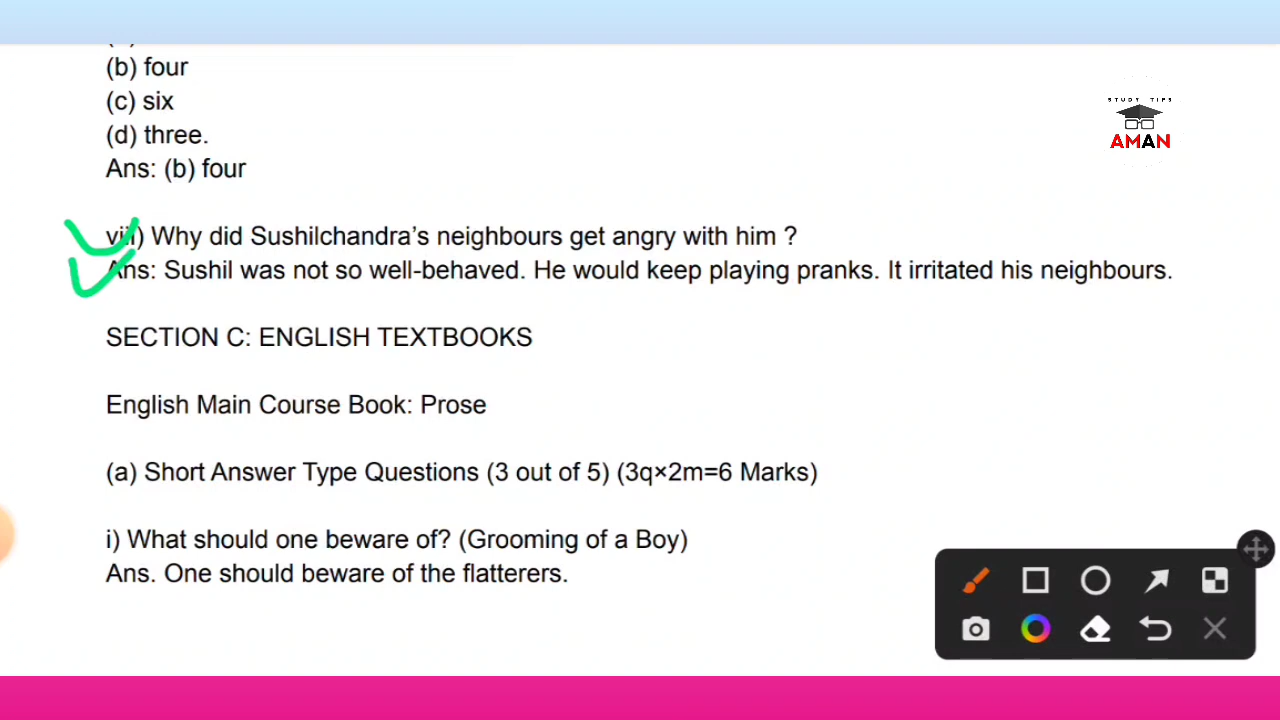 (b) four
(c) six
(d) three.
Ans: (b) four
viii) Why did Sushilchandra's neighbours get angry with him ?
Ans: Sushil was not so well-behaved. He would keep playing pranks. It irritated his neighbours.
SECTION C: ENGLISH TEXTBOOKS
English Main Course Book: Prose
(a) Short Answer Type Questions (3 out of 5) (3q×2m=6 Marks)
i) What should one beware of? (Grooming of a Boy)
Ans. One should beware of the flatterers.
STUDY TIPS
AMAN